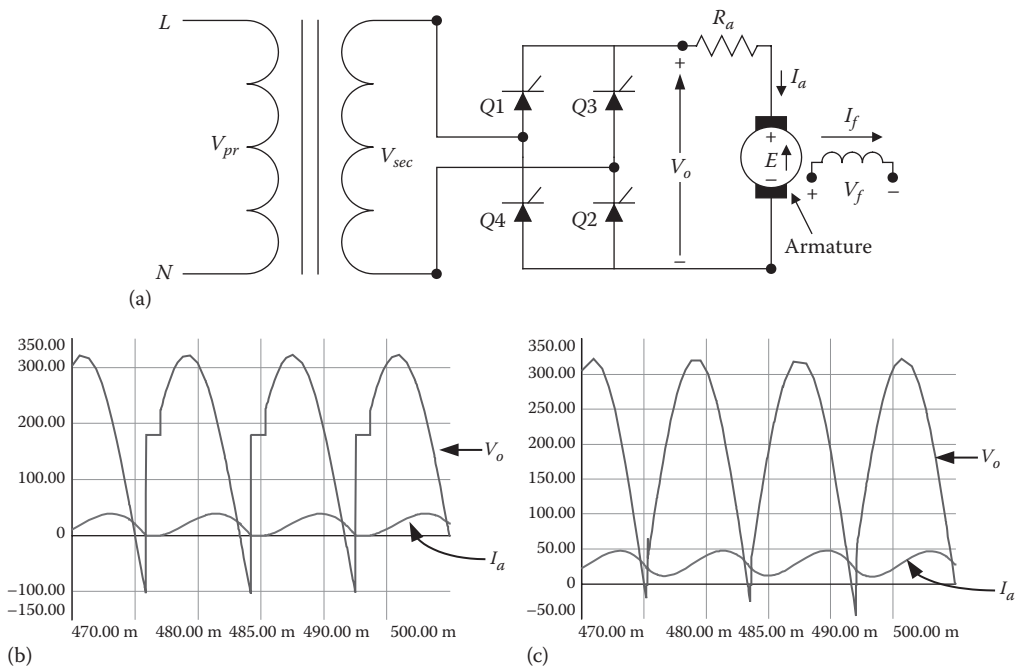 L
N
V_pr
V_sec
Q1
Q3
Q4
Q2
+
V_o
−
R_a
I_a
+
E
−
I_f
+
V_f
−
Armature
(a)
350.00
300.00
200.00
100.00
0
−100.00
−150.00
470.00 m 480.00 m 485.00 m 490.00 m 500.00 m
V_o
I_a
(b)
350.00
300.00
250.00
200.00
150.00
100.00
50.00
0
−50.00
470.00 m 480.00 m 485.00 m 490.00 m 500.00 m
V_o
I_a
(c)